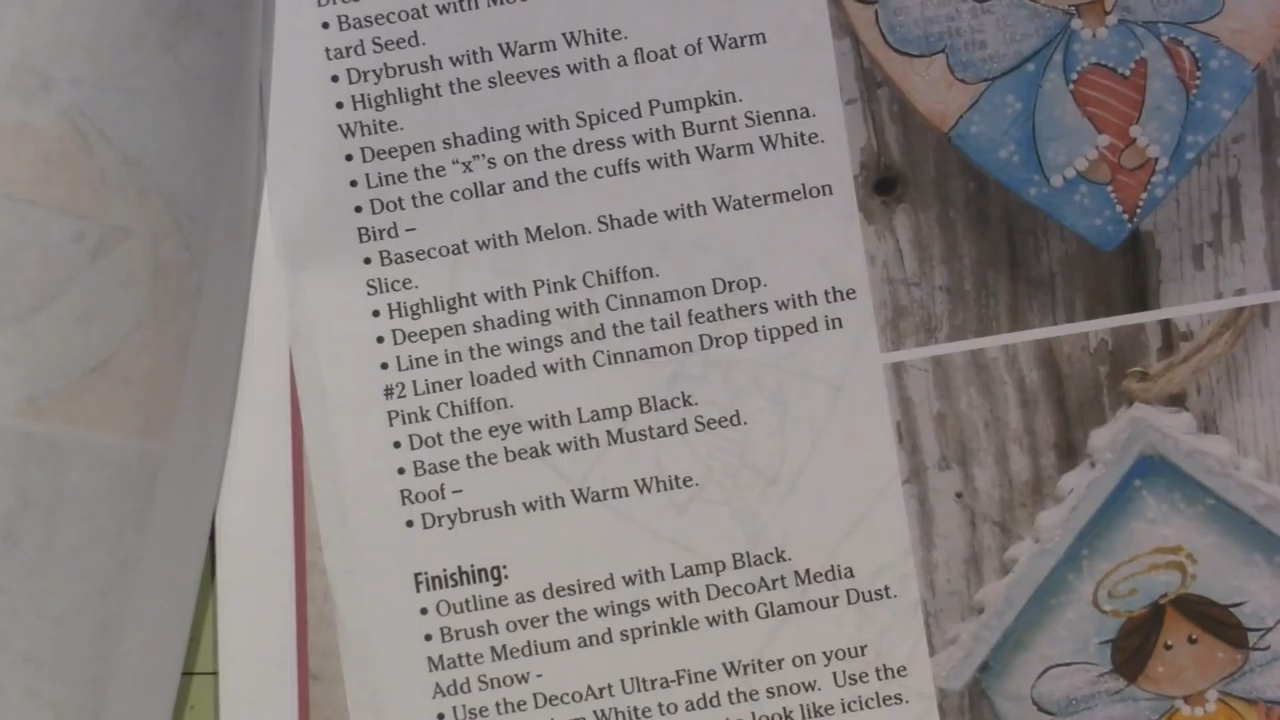 • Basecoat with
tard Seed.
• Drybrush with Warm White.
• Highlight the sleeves with a float of Warm
White.
• Deepen shading with Spiced Pumpkin.
• Line the “x”’s on the dress with Burnt Sienna.
• Dot the collar and the cuffs with Warm White.
Bird –
• Basecoat with Melon. Shade with Watermelon
Slice.
• Highlight with Pink Chiffon.
• Deepen shading with Cinnamon Drop.
• Line in the wings and the tail feathers with the
#2 Liner loaded with Cinnamon Drop tipped in
Pink Chiffon.
• Dot the eye with Lamp Black.
• Base the beak with Mustard Seed.
Roof –
• Drybrush with Warm White.
Finishing:
• Outline as desired with Lamp Black.
• Brush over the wings with DecoArt Media
Matte Medium and sprinkle with Glamour Dust.
Add Snow -
• Use the DecoArt Ultra-Fine Writer on your
White to add the snow. Use the
look like icicles.